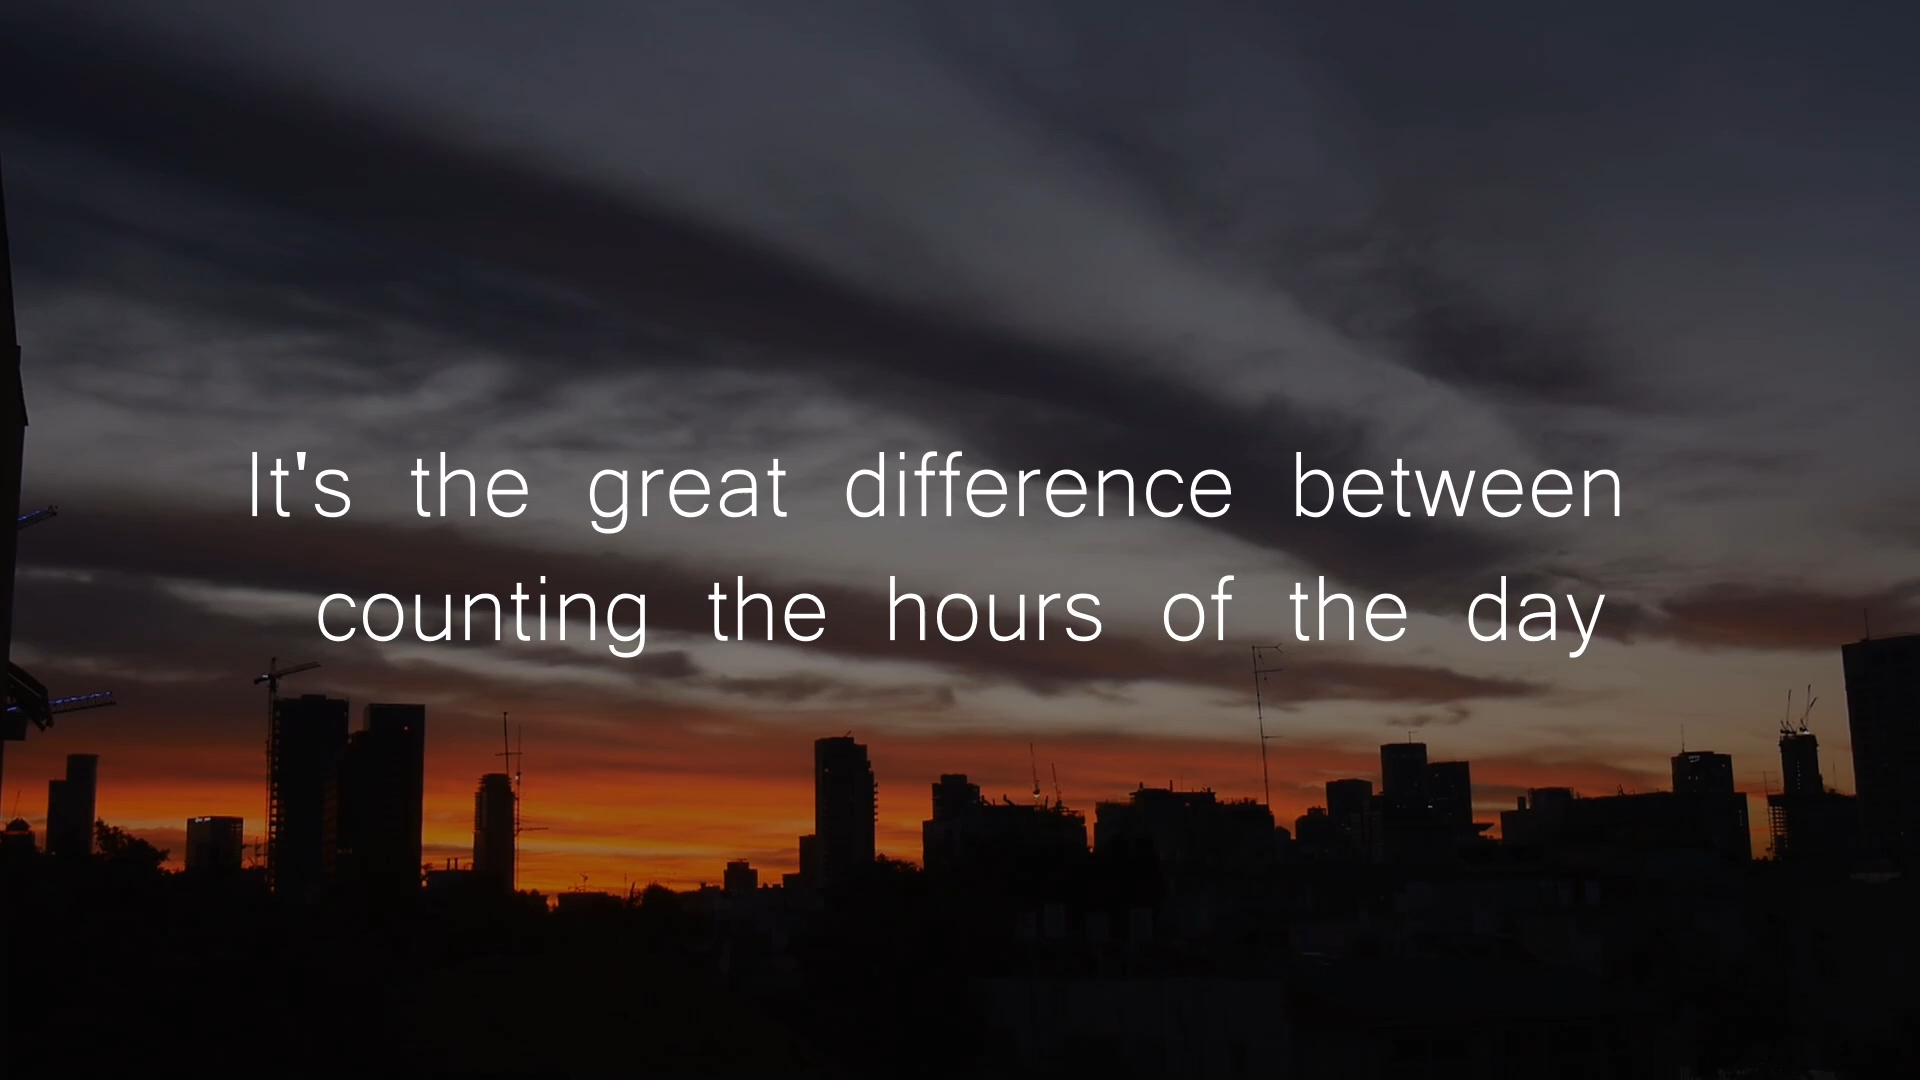 It's the great difference between
counting the hours of the day